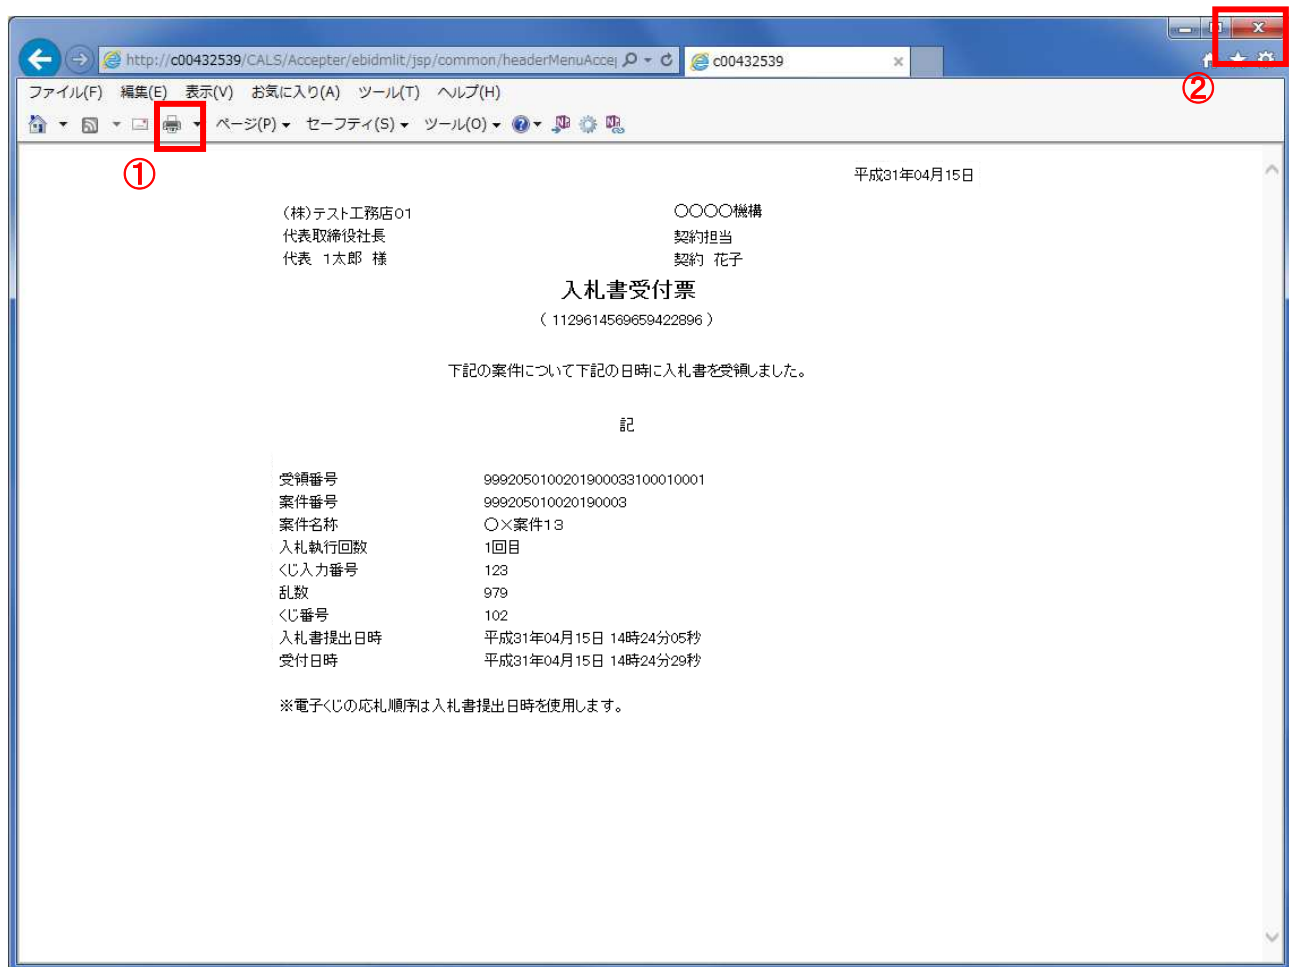 http://c00432539/CALS/Accepter/ebidmlit/jsp/common/headerMenuAccep
c00432539
②
ファイル(F) 編集(E) 表示(V) お気に入り(A) ツール(T) ヘルプ(H)
ページ(P) セーフティ(S) ツール(O)
①
平成31年04月15日
(株)テスト工務店01
〇〇〇〇機構
代表取締役社長
契約担当
代表 1太郎 様
契約 花子
入札書受付票
( 1129614569659422896 )
下記の案件について下記の日時に入札書を受領しました。
記
受領番号 9992050100201900033100010001
案件番号 999205010020190003
案件名称 〇×案件13
入札執行回数 1回目
くじ入力番号 123
乱数 979
くじ番号 102
入札書提出日時 平成31年04月15日 14時24分05秒
受付日時 平成31年04月15日 14時24分29秒
※電子くじの応札順序は入札書提出日時を使用します。